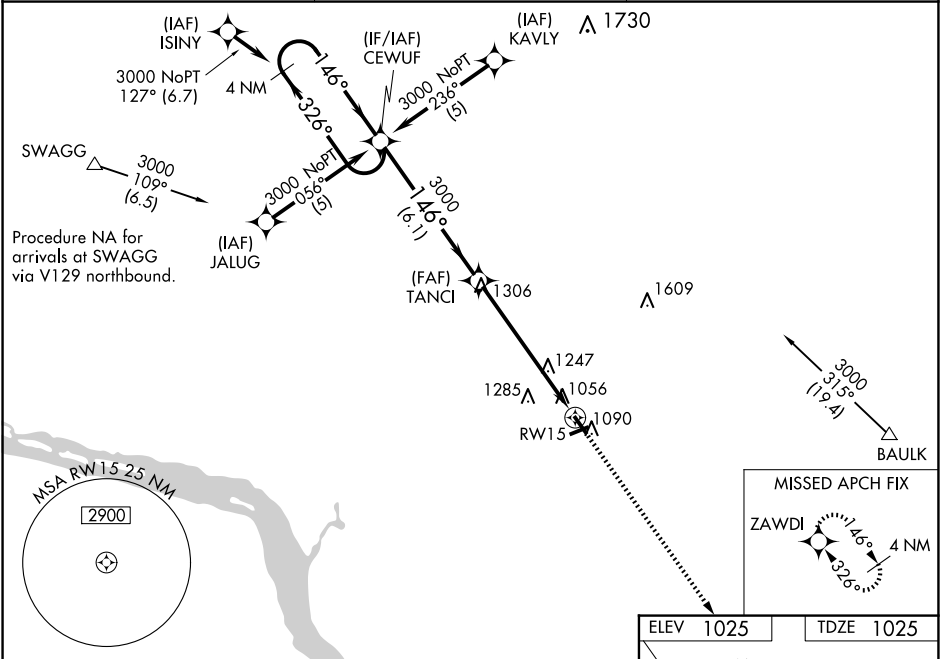 (IAF)
ISINY
3000 NoPT
127° (6.7)
4 NM
146°
326°
(IF/IAF)
CEWUF
(IAF)
KAVLY
1730
3000 NoPT
236°
(5)
SWAGG
3000
109°
(6.5)
3000 NoPT
056°
(5)
(IAF)
JALUG
Procedure NA for
arrivals at SWAGG
via V129 northbound.
3000
146°
(6.1)
(FAF)
TANCI
1306
1609
1247
1285
1056
RW15
1090
3000
315°
(19.4)
BAULK
MSA RW15 25 NM
2900
MISSED APCH FIX
ZAWDI
146°
4 NM
326°
ELEV 1025
TDZE 1025